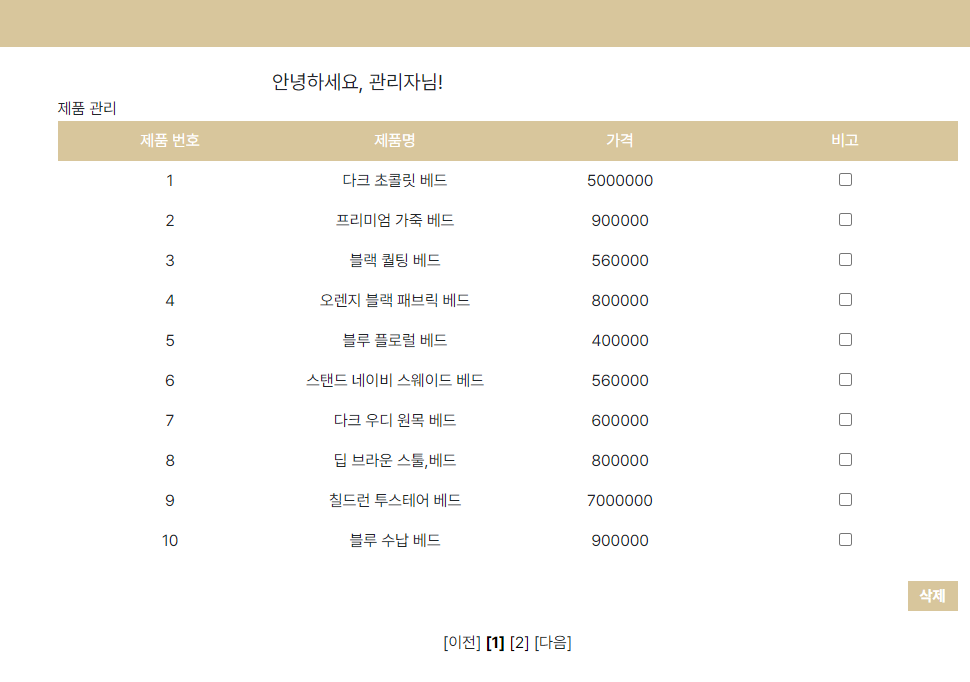 안녕하세요, 관리자님!
제품 관리
제품 번호 제품명 가격 비고
1 다크 초콜릿 베드 5000000
2 프리미엄 가죽 베드 900000
3 블랙 퀼팅 베드 560000
4 오렌지 블랙 패브릭 베드 800000
5 블루 플로럴 베드 400000
6 스탠드 네이비 스웨이드 베드 560000
7 다크 우디 원목 베드 600000
8 딥 브라운 스툴,베드 800000
9 칠드런 투스테어 베드 7000000
10 블루 수납 베드 900000
삭제
[이전] [1] [2] [다음]